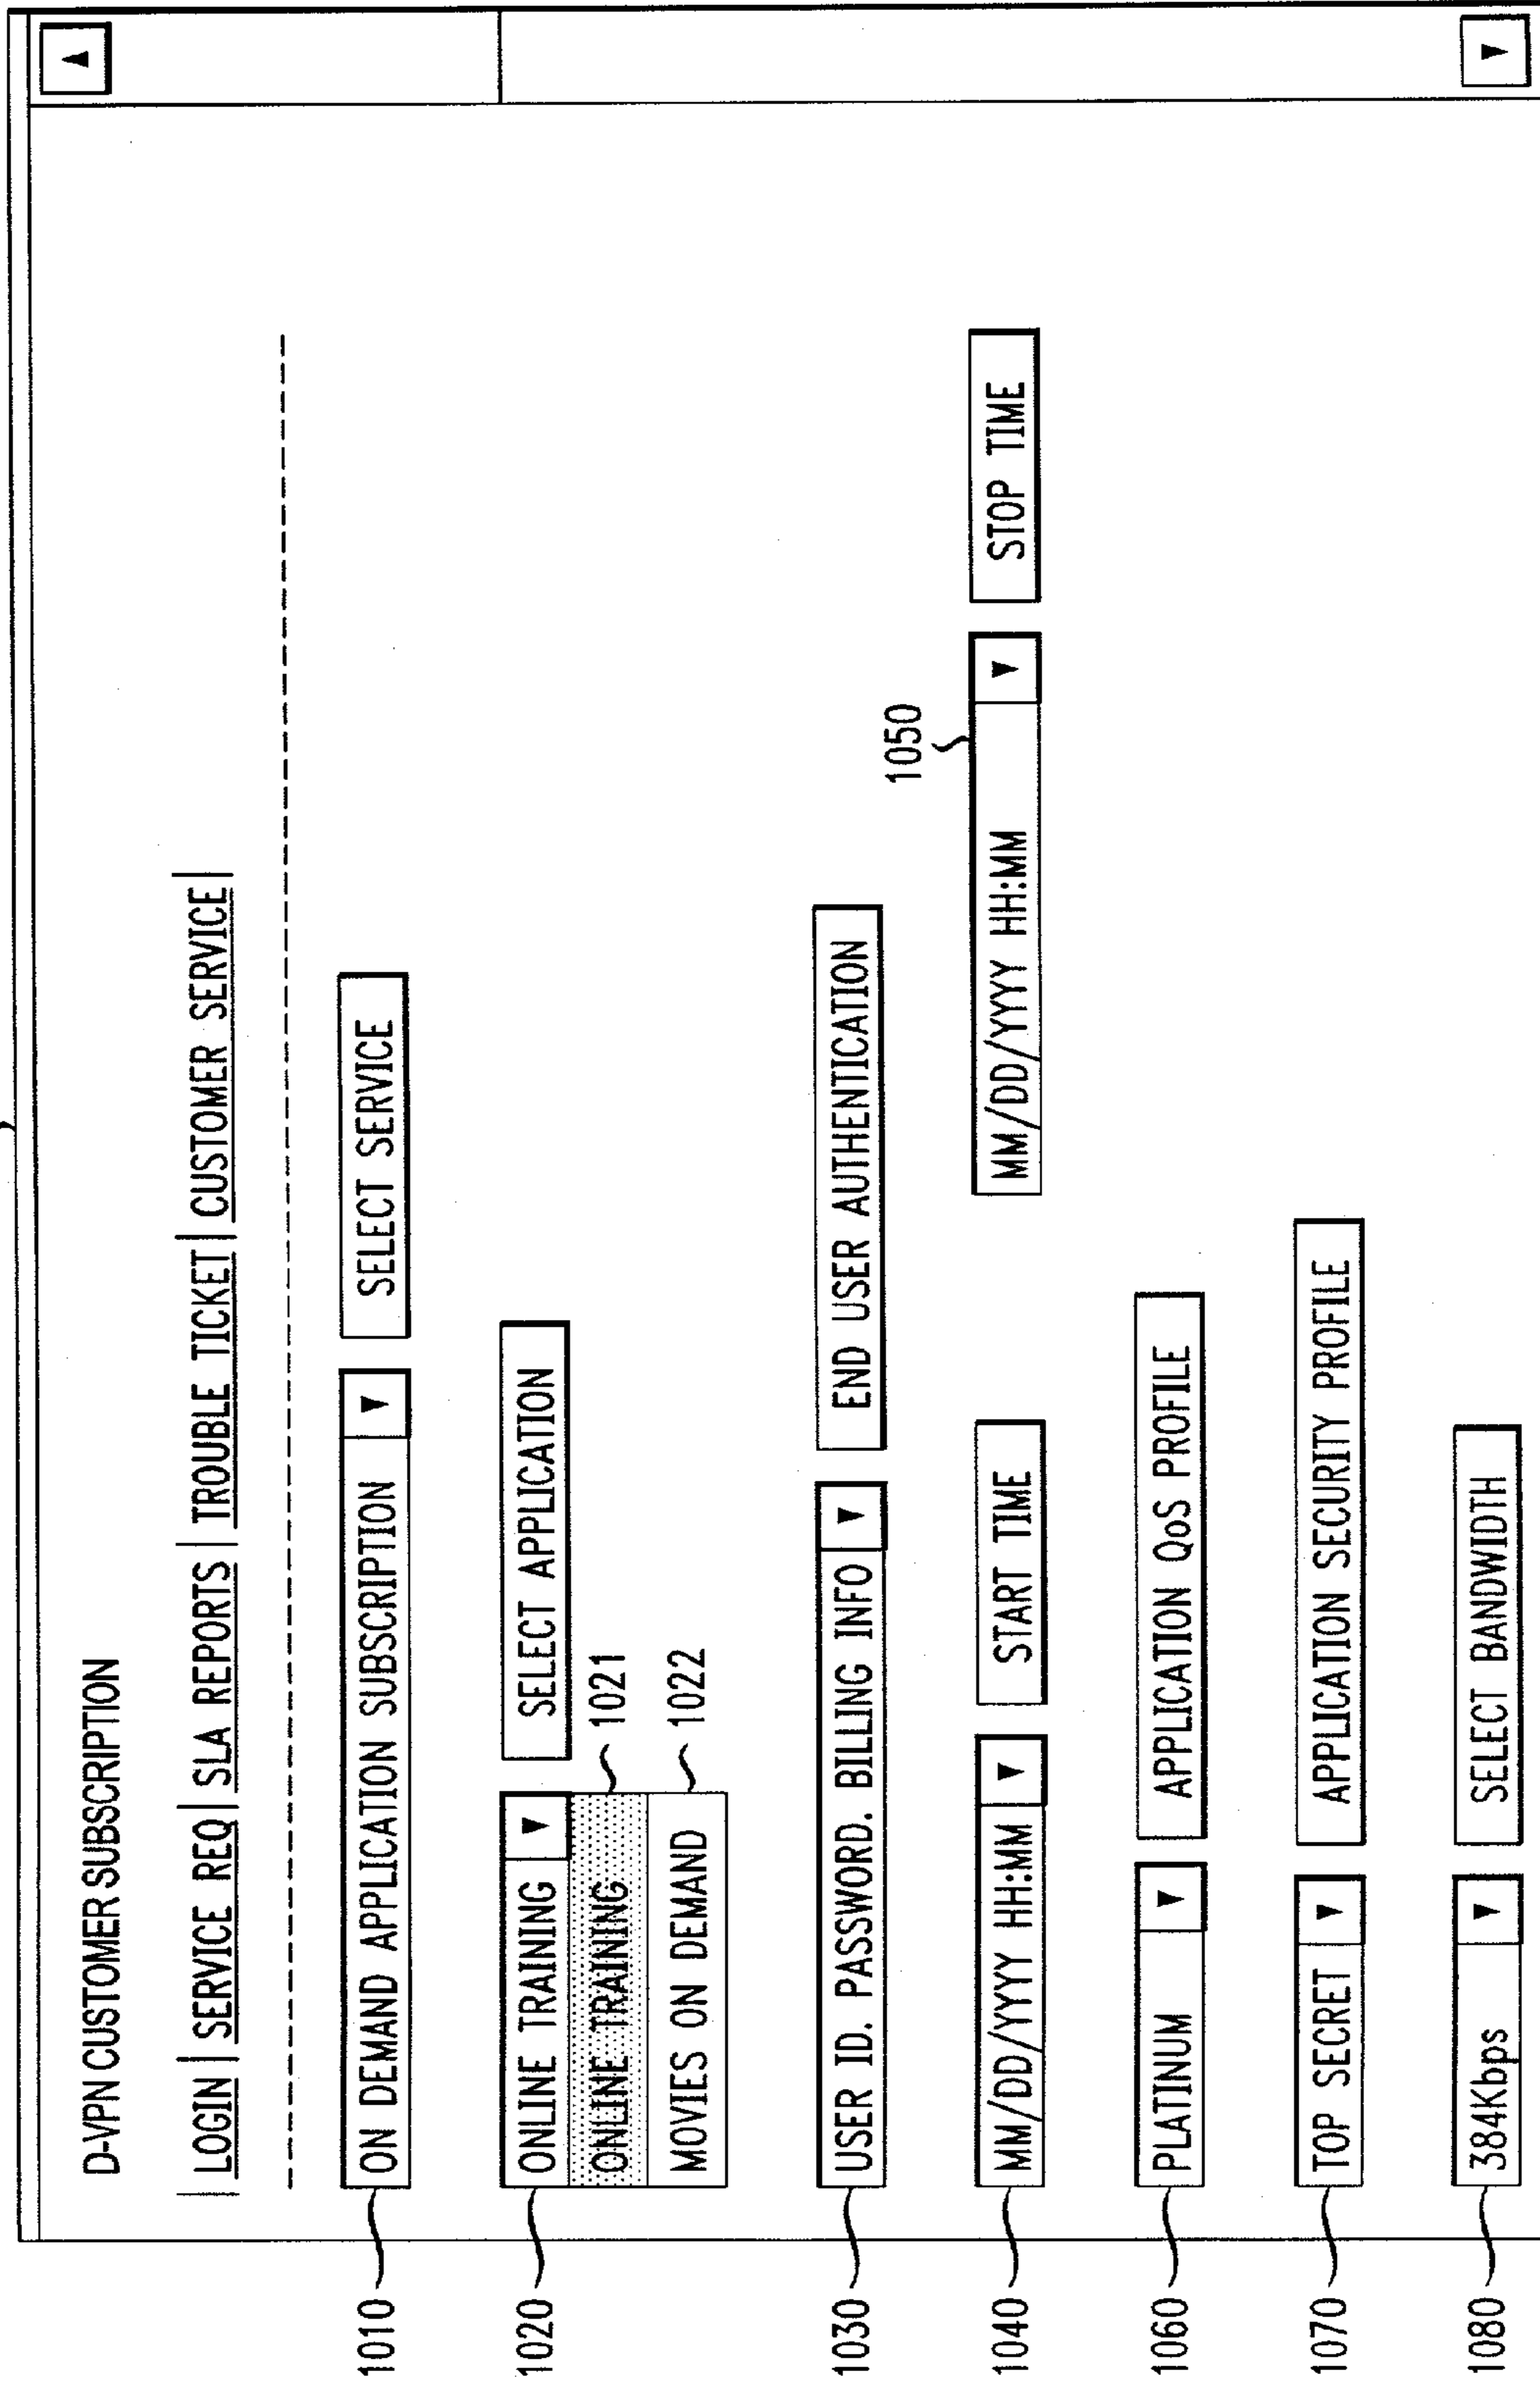 D-VPN CUSTOMER SUBSCRIPTION
| LOGIN | SERVICE REQ | SLA REPORTS | TROUBLE TICKET | CUSTOMER SERVICE |
1010 ON DEMAND APPLICATION SUBSCRIPTION ▼ SELECT SERVICE
1020 ONLINE TRAINING ▼ SELECT APPLICATION
ONLINE TRAINING 1021
MOVIES ON DEMAND 1022
1030 USER ID. PASSWORD. BILLING INFO ▼ END USER AUTHENTICATION
1050
1040 MM/DD/YYYY HH:MM ▼ START TIME MM/DD/YYYY HH:MM ▼ STOP TIME
1060 PLATINUM ▼ APPLICATION QoS PROFILE
1070 TOP SECRET ▼ APPLICATION SECURITY PROFILE
1080 384Kbps ▼ SELECT BANDWIDTH